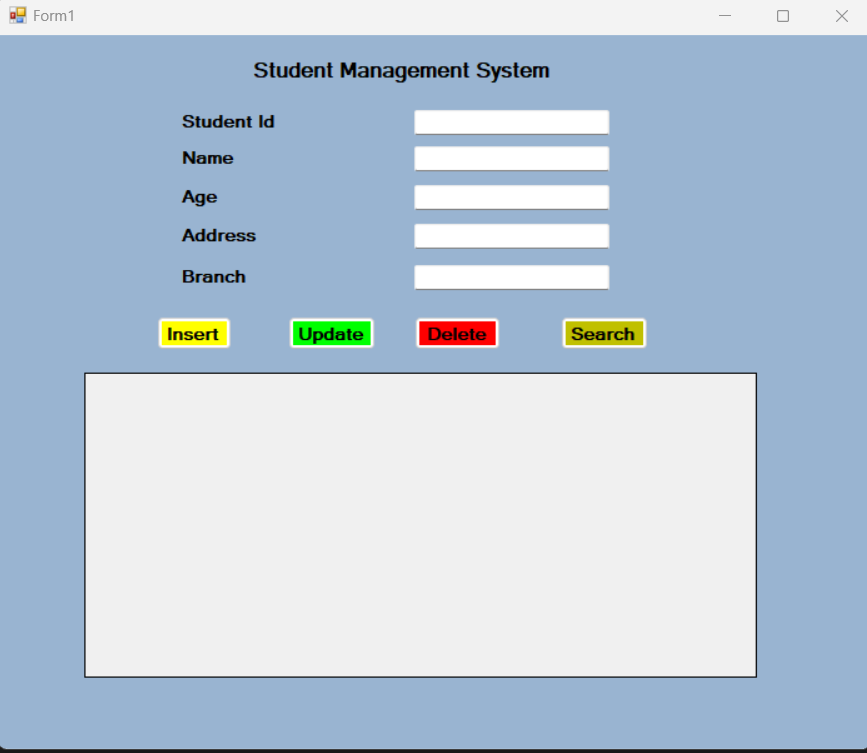 Form1
Student Management System
Student Id
Name
Age
Address
Branch
Insert Update Delete Search